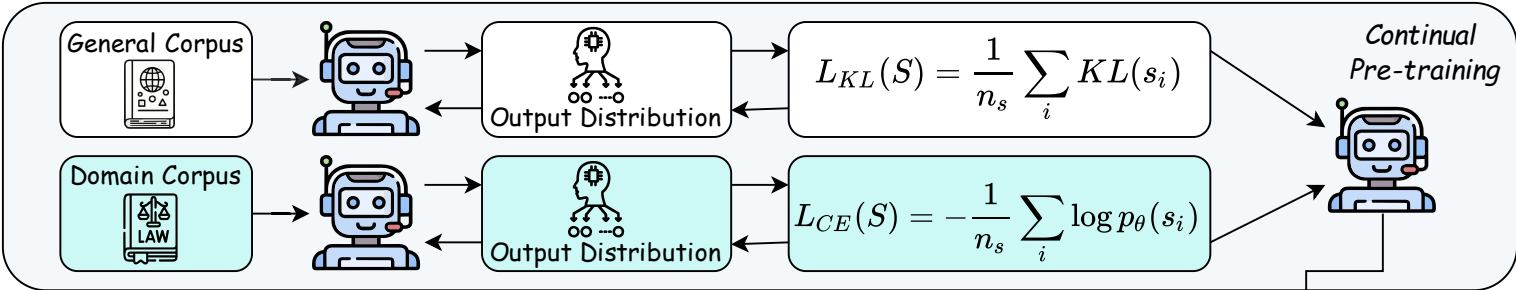 General Corpus
Output Distribution
$L_{KL}(S) = \frac{1}{n_s} \sum_i KL(s_i)$
Continual
Pre-training
Domain Corpus
LAW
Output Distribution
$L_{CE}(S) = -\frac{1}{n_s} \sum_i \log p_\theta(s_i)$